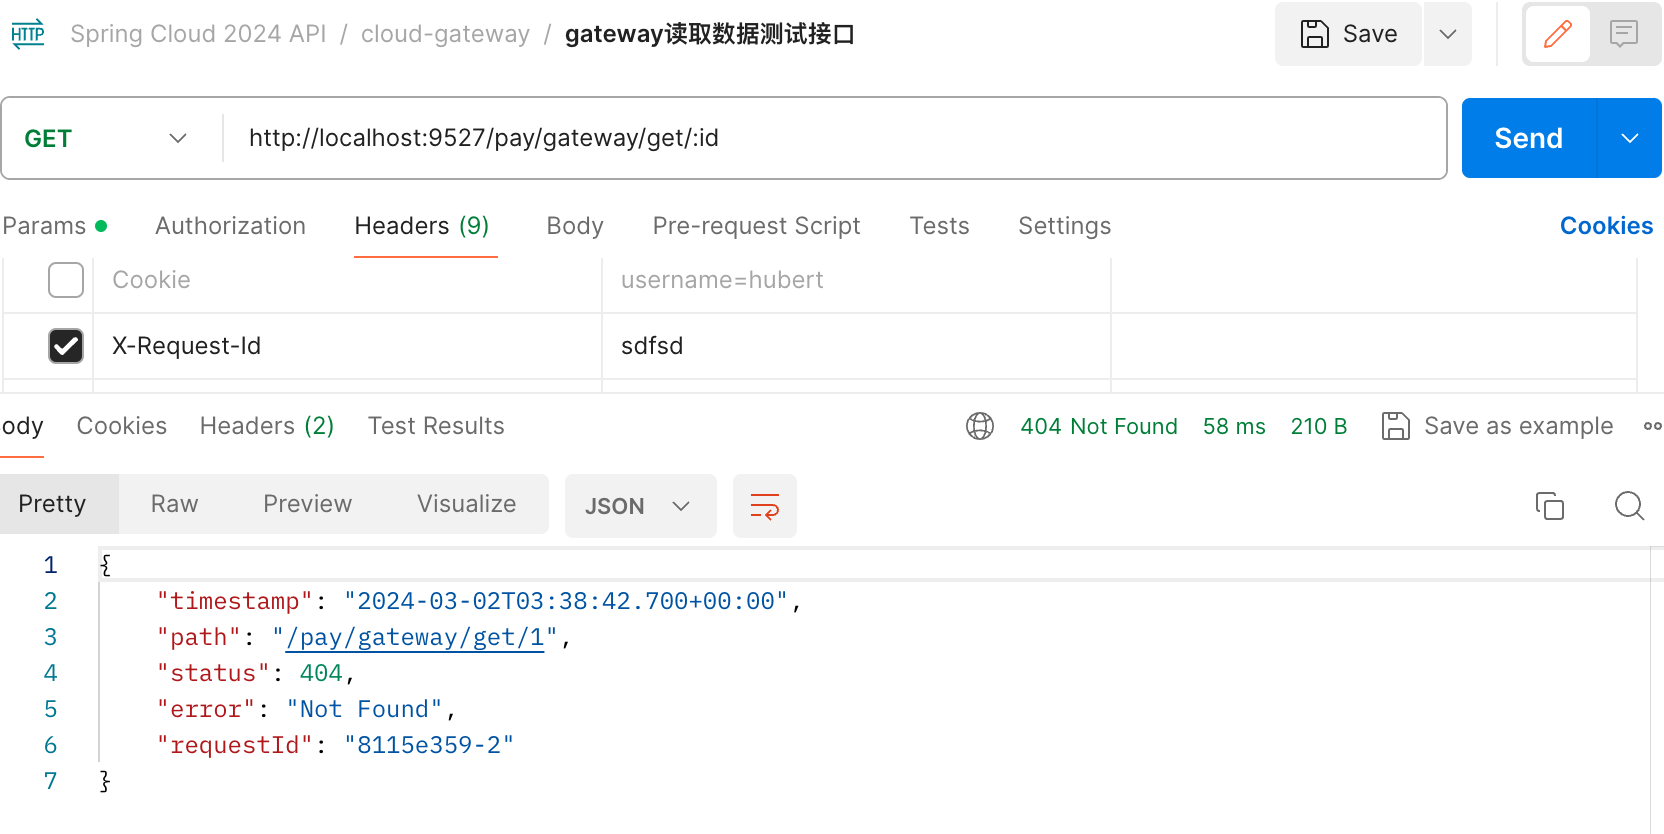 HTTP Spring Cloud 2024 API / cloud-gateway / gateway读取数据测试接口 Save
GET http://localhost:9527/pay/gateway/get/:id Send
Params Authorization Headers (9) Body Pre-request Script Tests Settings Cookies
Cookie username=hubert
X-Request-Id sdfsd
ody Cookies Headers (2) Test Results 404 Not Found 58 ms 210 B Save as example
Pretty Raw Preview Visualize JSON
1 {
2 "timestamp": "2024-03-02T03:38:42.700+00:00",
3 "path": "/pay/gateway/get/1",
4 "status": 404,
5 "error": "Not Found",
6 "requestId": "8115e359-2"
7 }